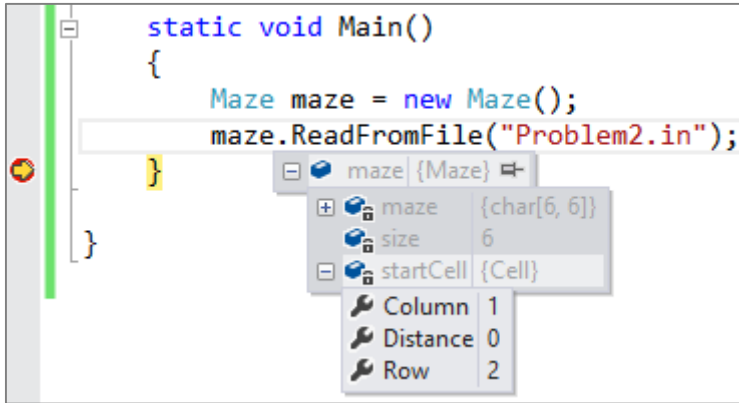 static void Main()
{
Maze maze = new Maze();
maze.ReadFromFile("Problem2.in");
} maze {Maze}
maze {char[6, 6]}
size 6
} startCell {Cell}
Column 1
Distance 0
Row 2